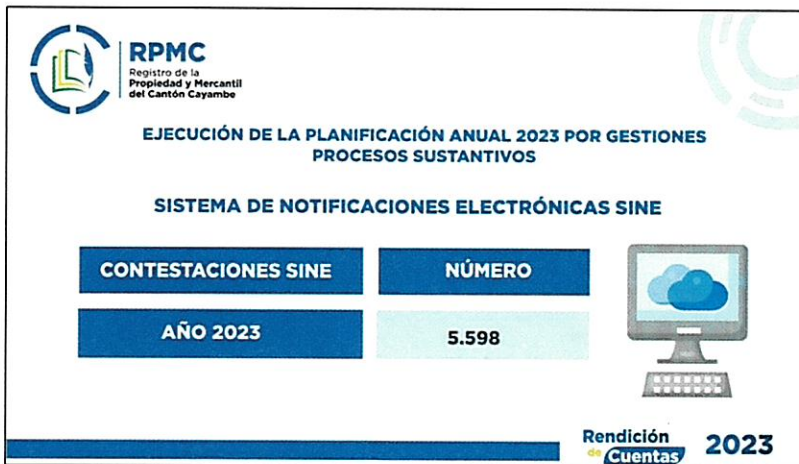 RPMC
Registro de la
Propiedad y Mercantil
del Cantón Cayambe
EJECUCIÓN DE LA PLANIFICACIÓN ANUAL 2023 POR GESTIONES
PROCESOS SUSTANTIVOS
SISTEMA DE NOTIFICACIONES ELECTRÓNICAS SINE
CONTESTACIONES SINE NÚMERO
AÑO 2023 5.598
Rendición
de Cuentas 2023